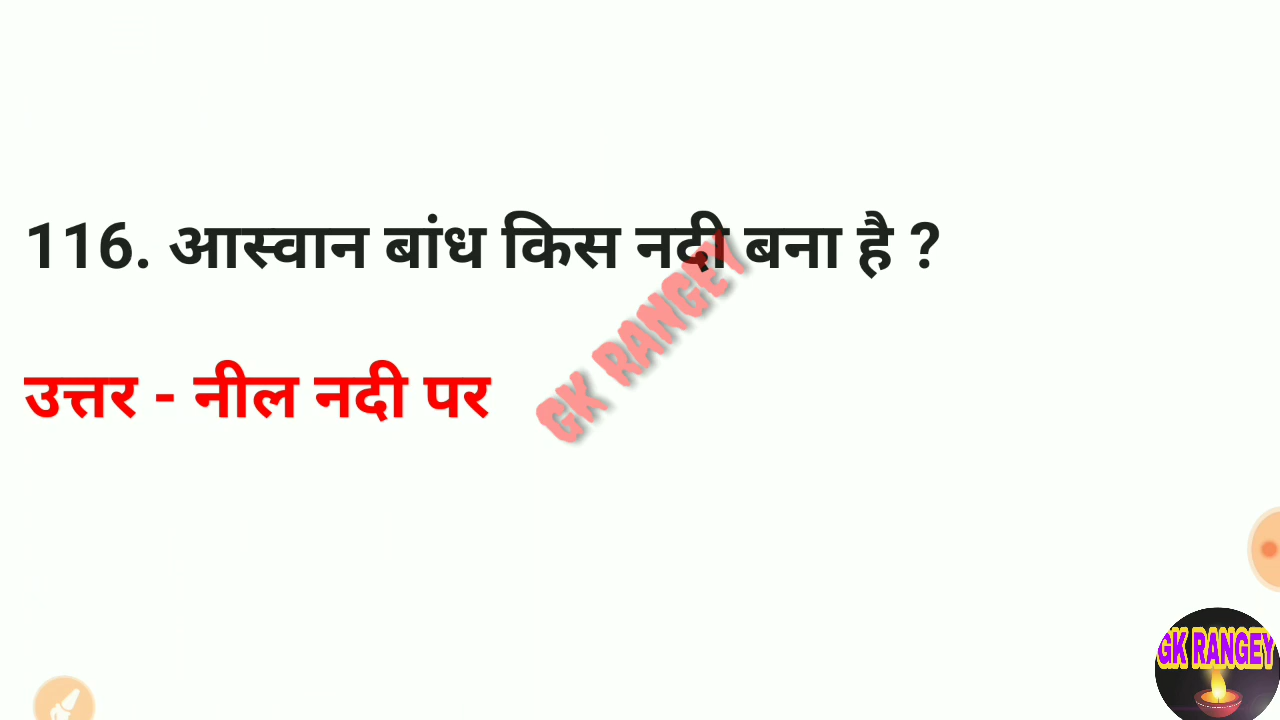 116. आस्वान बांध किस नदी बना है ?
उत्तर - नील नदी पर
GK RANGEY
GK RANGEY